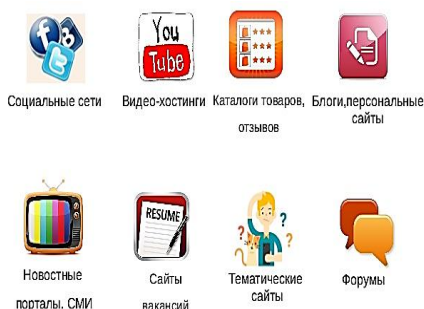 You
Tube
Социальные сети
Видео-хостинги
Каталоги товаров,
отзывов
Блоги,персональные
сайты
RESUME
Новостные
порталы, СМИ
Сайты
вакансий
Тематические
сайты
Форумы